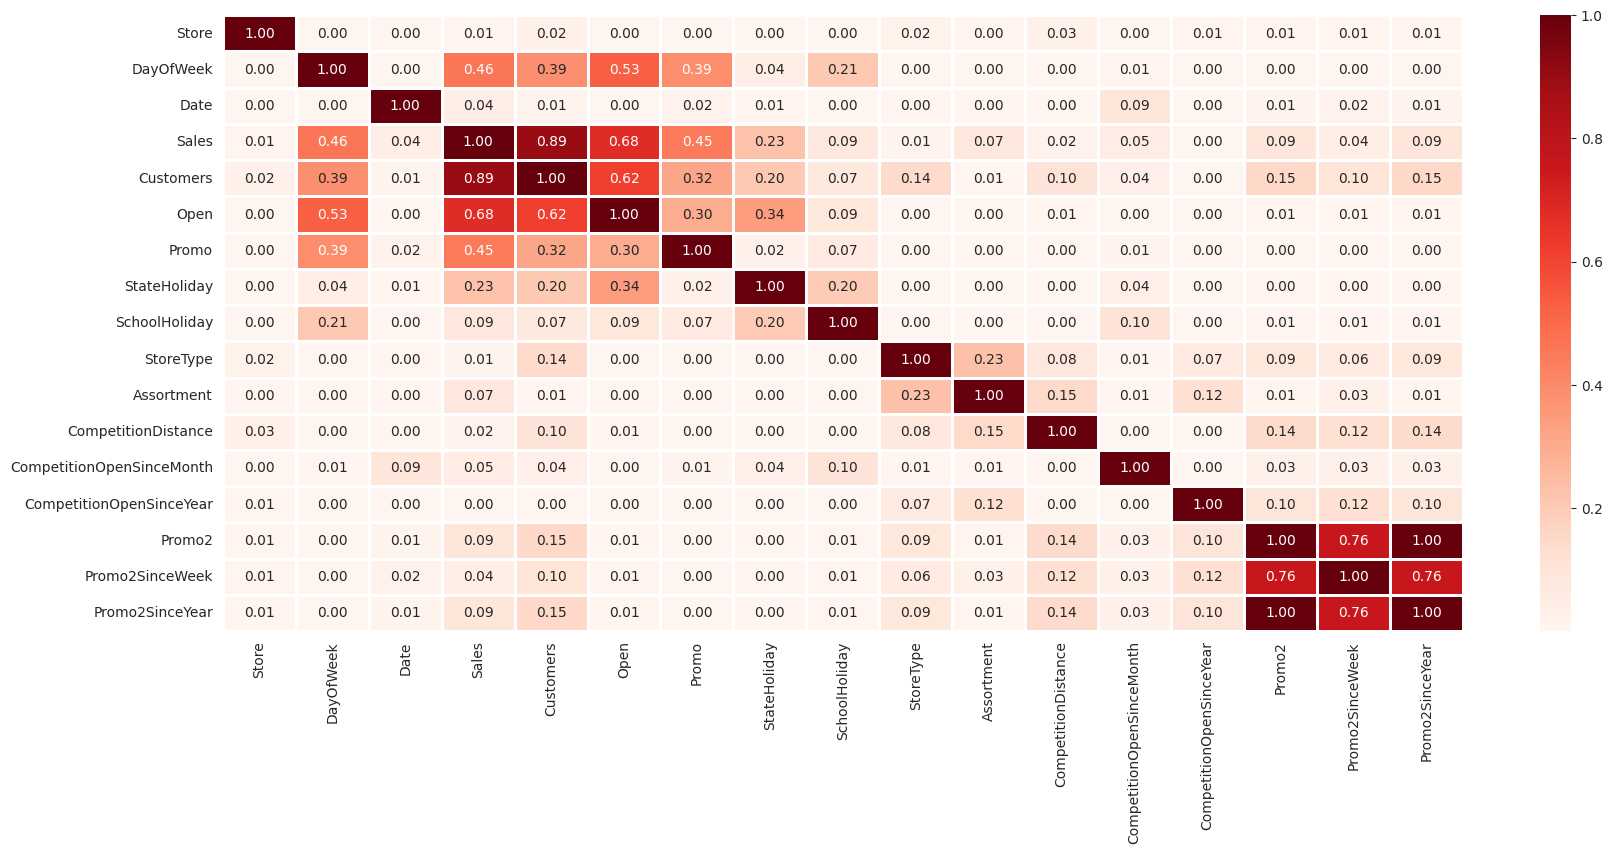 Store 1.00 0.00 0.00 0.01 0.02 0.00 0.00 0.00 0.00 0.02 0.00 0.03 0.00 0.01 0.01 0.01 0.01
DayOfWeek 0.00 1.00 0.00 0.46 0.39 0.53 0.39 0.04 0.21 0.00 0.00 0.00 0.01 0.00 0.00 0.00 0.00
Date 0.00 0.00 1.00 0.04 0.01 0.00 0.02 0.01 0.00 0.00 0.00 0.00 0.09 0.00 0.01 0.02 0.01
Sales 0.01 0.46 0.04 1.00 0.89 0.68 0.45 0.23 0.09 0.01 0.07 0.02 0.05 0.00 0.09 0.04 0.09
Customers 0.02 0.39 0.01 0.89 1.00 0.62 0.32 0.20 0.07 0.14 0.01 0.10 0.04 0.00 0.15 0.10 0.15
Open 0.00 0.53 0.00 0.68 0.62 1.00 0.30 0.34 0.09 0.00 0.00 0.01 0.00 0.00 0.01 0.01 0.01
Promo 0.00 0.39 0.02 0.45 0.32 0.30 1.00 0.02 0.07 0.00 0.00 0.00 0.01 0.00 0.00 0.00 0.00
StateHoliday 0.00 0.04 0.01 0.23 0.20 0.34 0.02 1.00 0.20 0.00 0.00 0.00 0.04 0.00 0.00 0.00 0.00
SchoolHoliday 0.00 0.21 0.00 0.09 0.07 0.09 0.07 0.20 1.00 0.00 0.00 0.00 0.10 0.00 0.01 0.01 0.01
StoreType 0.02 0.00 0.00 0.01 0.14 0.00 0.00 0.00 0.00 1.00 0.23 0.08 0.01 0.07 0.09 0.06 0.09
Assortment 0.00 0.00 0.00 0.07 0.01 0.00 0.00 0.00 0.00 0.23 1.00 0.15 0.01 0.12 0.01 0.03 0.01
CompetitionDistance 0.03 0.00 0.00 0.02 0.10 0.01 0.00 0.00 0.00 0.08 0.15 1.00 0.00 0.00 0.14 0.12 0.14
CompetitionOpenSinceMonth 0.00 0.01 0.09 0.05 0.04 0.00 0.01 0.04 0.10 0.01 0.01 0.00 1.00 0.00 0.03 0.03 0.03
CompetitionOpenSinceYear 0.01 0.00 0.00 0.00 0.00 0.00 0.00 0.00 0.00 0.07 0.12 0.00 0.00 1.00 0.10 0.12 0.10
Promo2 0.01 0.00 0.01 0.09 0.15 0.01 0.00 0.00 0.01 0.09 0.01 0.14 0.03 0.10 1.00 0.76 1.00
Promo2SinceWeek 0.01 0.00 0.02 0.04 0.10 0.01 0.00 0.00 0.01 0.06 0.03 0.12 0.03 0.12 0.76 1.00 0.76
Promo2SinceYear 0.01 0.00 0.01 0.09 0.15 0.01 0.00 0.00 0.01 0.09 0.01 0.14 0.03 0.10 1.00 0.76 1.00
Store
DayOfWeek
Date
Sales
Customers
Open
Promo
StateHoliday
SchoolHoliday
StoreType
Assortment
CompetitionDistance
CompetitionOpenSinceMonth
CompetitionOpenSinceYear
Promo2
Promo2SinceWeek
Promo2SinceYear
1.0
0.8
0.6
0.4
0.2